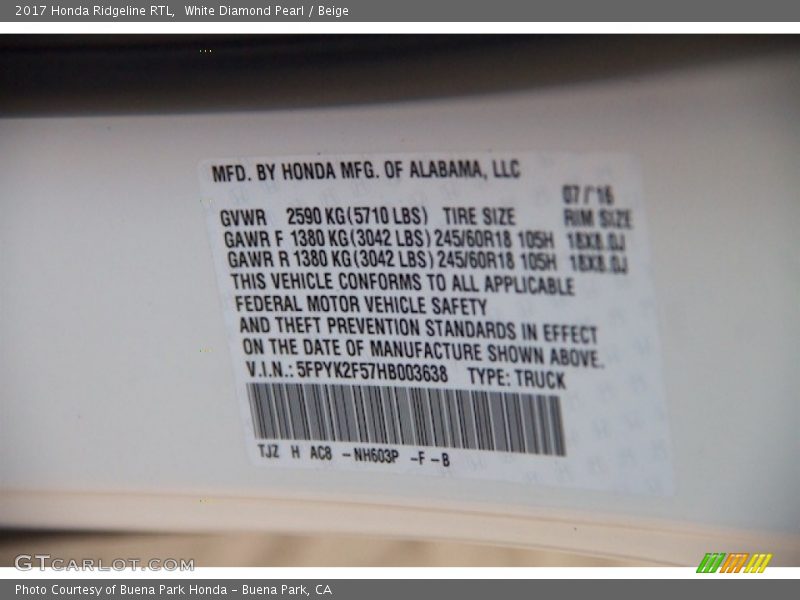 2017 Honda Ridgeline RTL,  White Diamond Pearl / Beige
MFD. BY HONDA MFG. OF ALABAMA, LLC
07/'16
GVWR 2590 KG(5710 LBS) TIRE SIZE RIM SIZE
GAWR F 1380 KG(3042 LBS) 245/60R18 105H 18X8.0J
GAWR R 1380 KG(3042 LBS) 245/60R18 105H 18X8.0J
THIS VEHICLE CONFORMS TO ALL APPLICABLE
FEDERAL MOTOR VEHICLE SAFETY
AND THEFT PREVENTION STANDARDS IN EFFECT
ON THE DATE OF MANUFACTURE SHOWN ABOVE.
V.I.N.: 5FPYK2F57HB003638 TYPE: TRUCK
TJZ H AC8 - NH603P - F - B
GTCARLOT.COM
Photo Courtesy of Buena Park Honda - Buena Park, CA